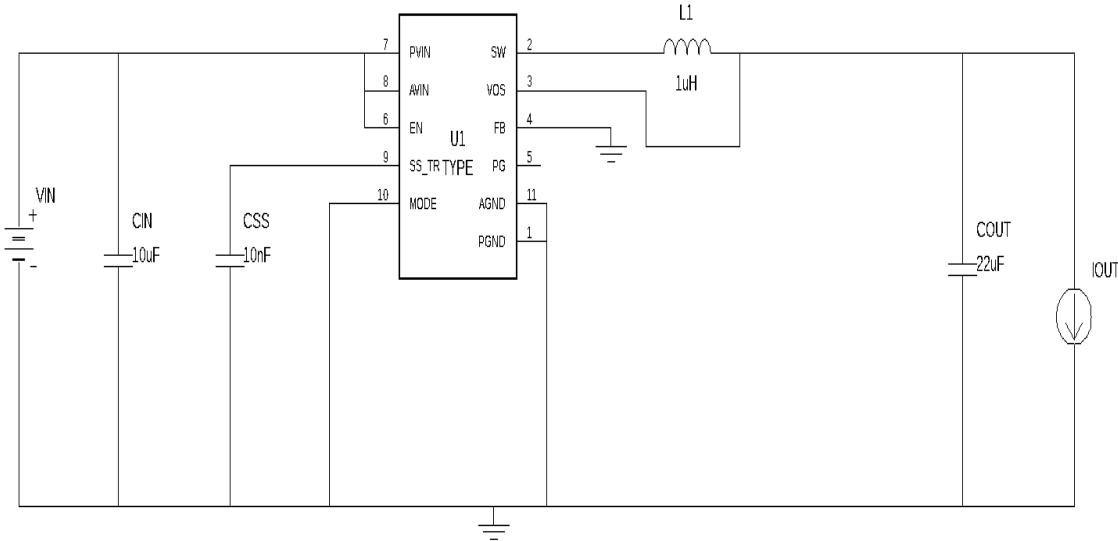 L1
1uH
7 PVIN SW 2
8 AVIN VOS 3
6 EN FB 4
U1
9 SS_TR TYPE PG 5
10 MODE AGND 11
PGND 1
VIN
+
-
CIN
10uF
CSS
10nF
COUT
22uF
IOUT